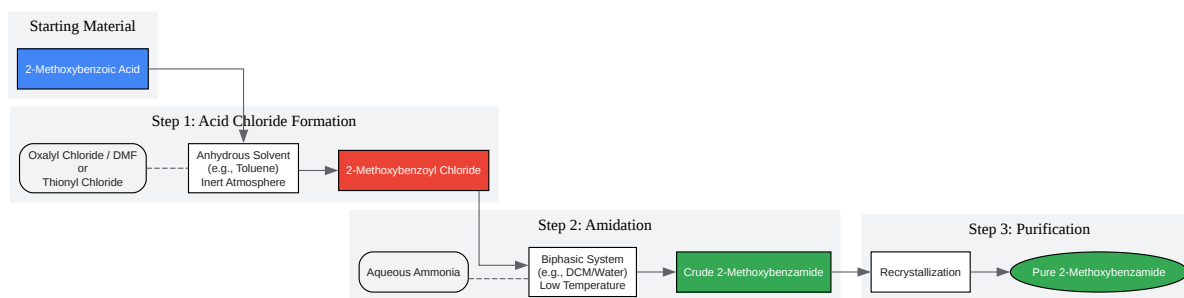 Starting Material
2-Methoxybenzoic Acid
Step 1: Acid Chloride Formation
Oxalyl Chloride / DMF
or
Thionyl Chloride
Anhydrous Solvent
(e.g., Toluene)
Inert Atmosphere
2-Methoxybenzoyl Chloride
Step 2: Amidation
Aqueous Ammonia
Biphasic System
(e.g., DCM/Water)
Low Temperature
Crude 2-Methoxybenzamide
Step 3: Purification
Recrystallization
Pure 2-Methoxybenzamide